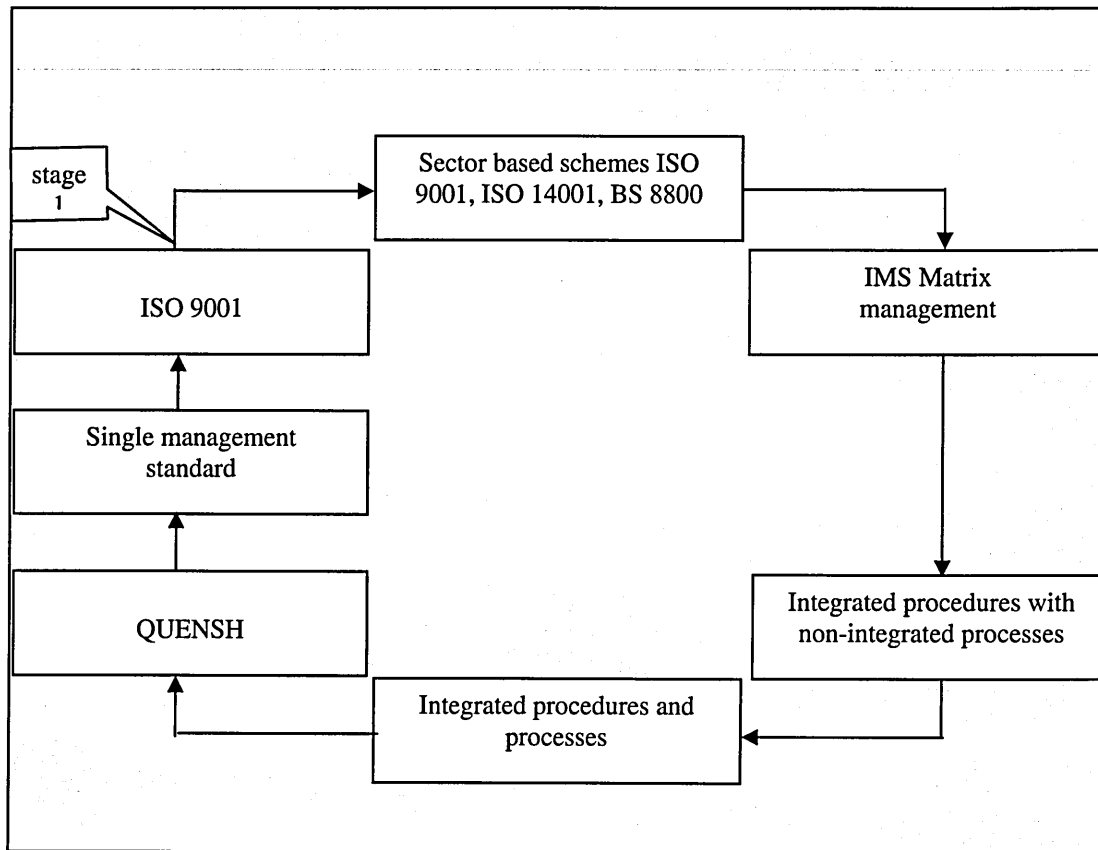 stage
1
Sector based schemes ISO
9001, ISO 14001, BS 8800
ISO 9001
IMS Matrix
management
Single management
standard
QUENSH
Integrated procedures with
non-integrated processes
Integrated procedures and
processes